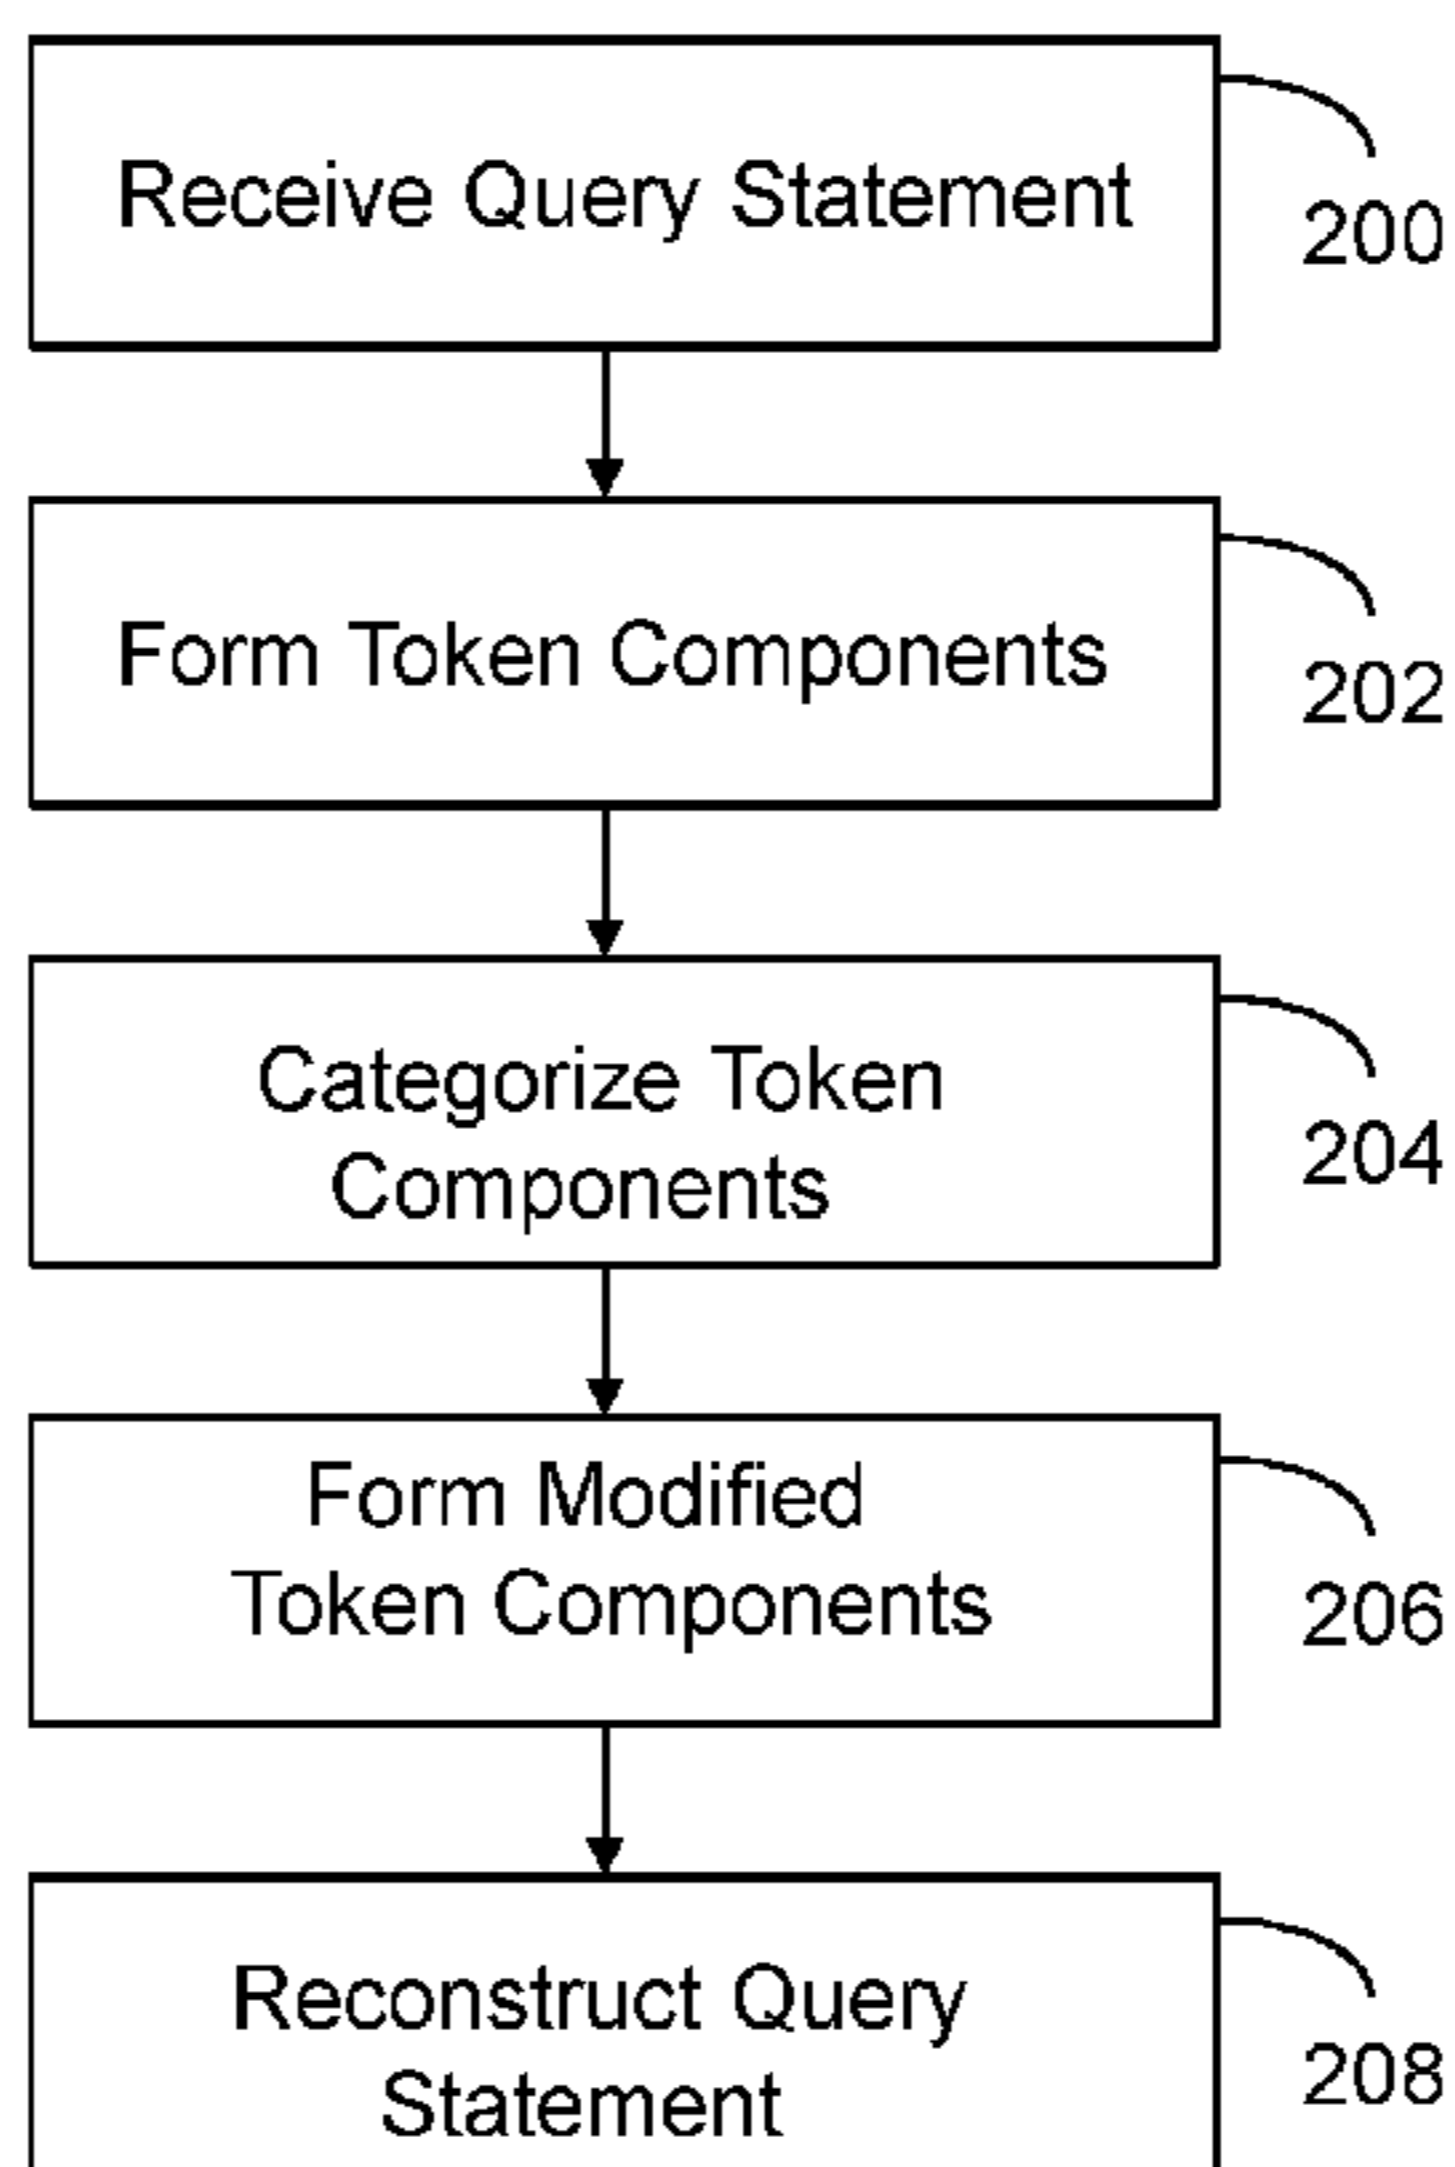 Receive Query Statement
200
Form Token Components
202
Categorize Token
Components
204
Form Modified
Token Components
206
Reconstruct Query
Statement
208